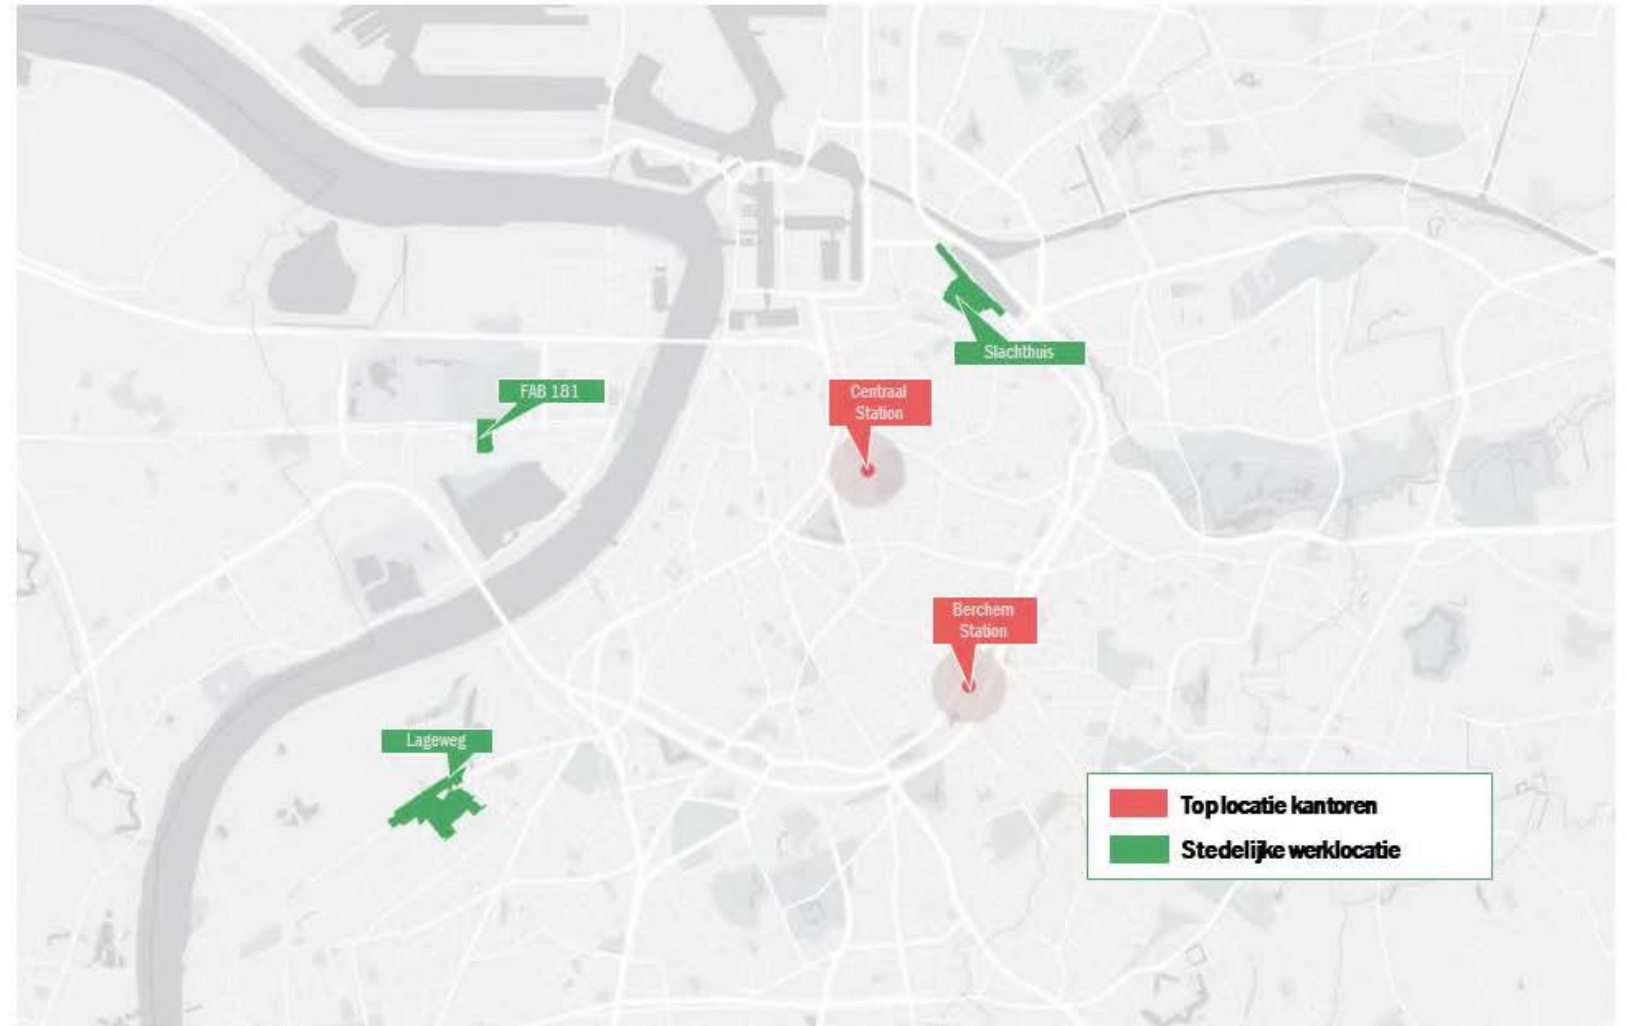 Slachthuis
FAB 181
Centraal
Station
Berchem
Station
Lageweg
Top locatie kantoren
Stedelijke werklocatie